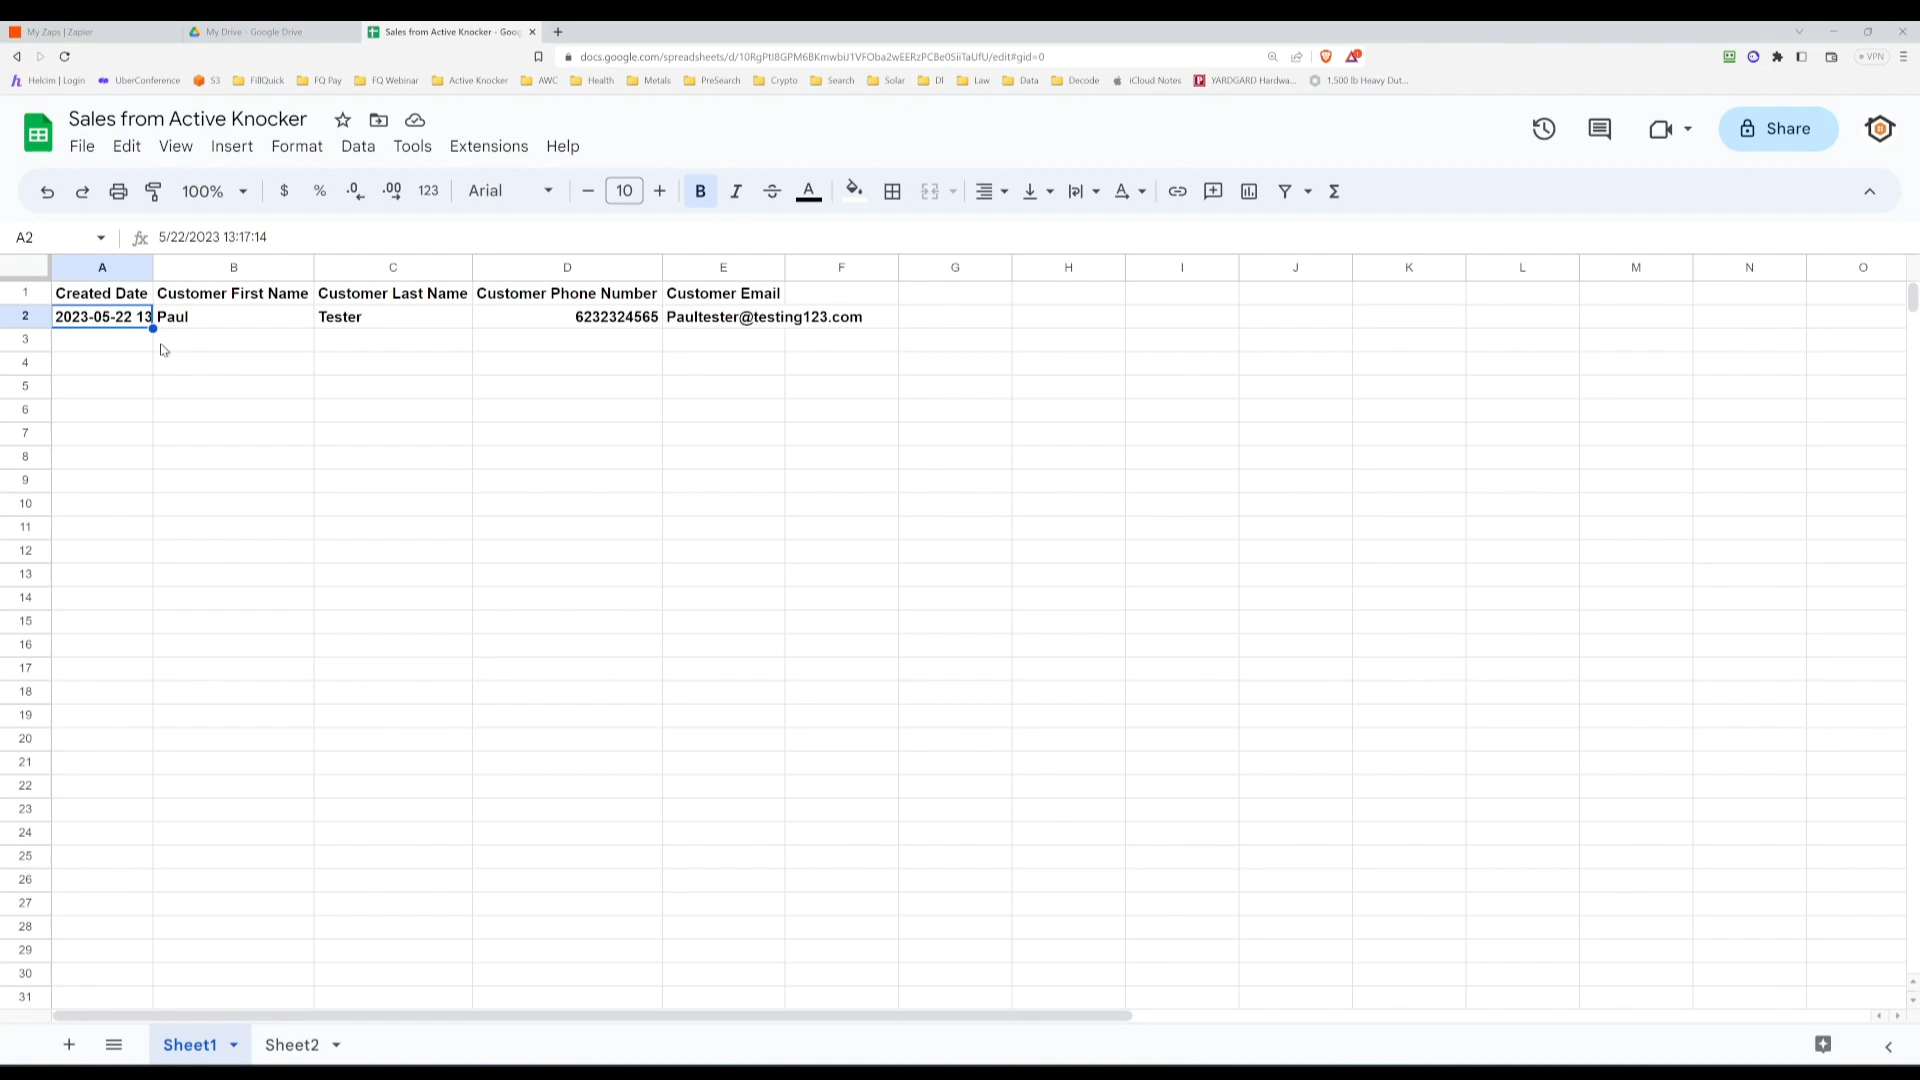 My Zaps | Zapier My Drive - Google Drive Sales from Active Knocker - Goog
docs.google.com/spreadsheets/d/10RgPtI8GPM6BKmwbiJ1VFOba2wEERzPCBe0SiiTaUfU/edit#gid=0 VPN
Helcim | Login UberConference S3 FillQuick FQ Pay FQ Webinar Active Knocker AWC Health Metals PreSearch Crypto Search Solar DI Law Data Decode iCloud Notes YARDGARD Hardwa... 1,500 lb Heavy Dut...
Sales from Active Knocker
File Edit View Insert Format Data Tools Extensions Help
Share
100% $ % .0 .00 123 Arial 10 B I A
A2 fx 5/22/2023 13:17:14
A B C D E F G H I J K L M N O
1 Created Date Customer First Name Customer Last Name Customer Phone Number Customer Email
2 2023-05-22 13 Paul Tester 6232324565 Paultester@testing123.com
3
4
5
6
7
8
9
10
11
12
13
14
15
16
17
18
19
20
21
22
23
24
25
26
27
28
29
30
31
Sheet1 Sheet2